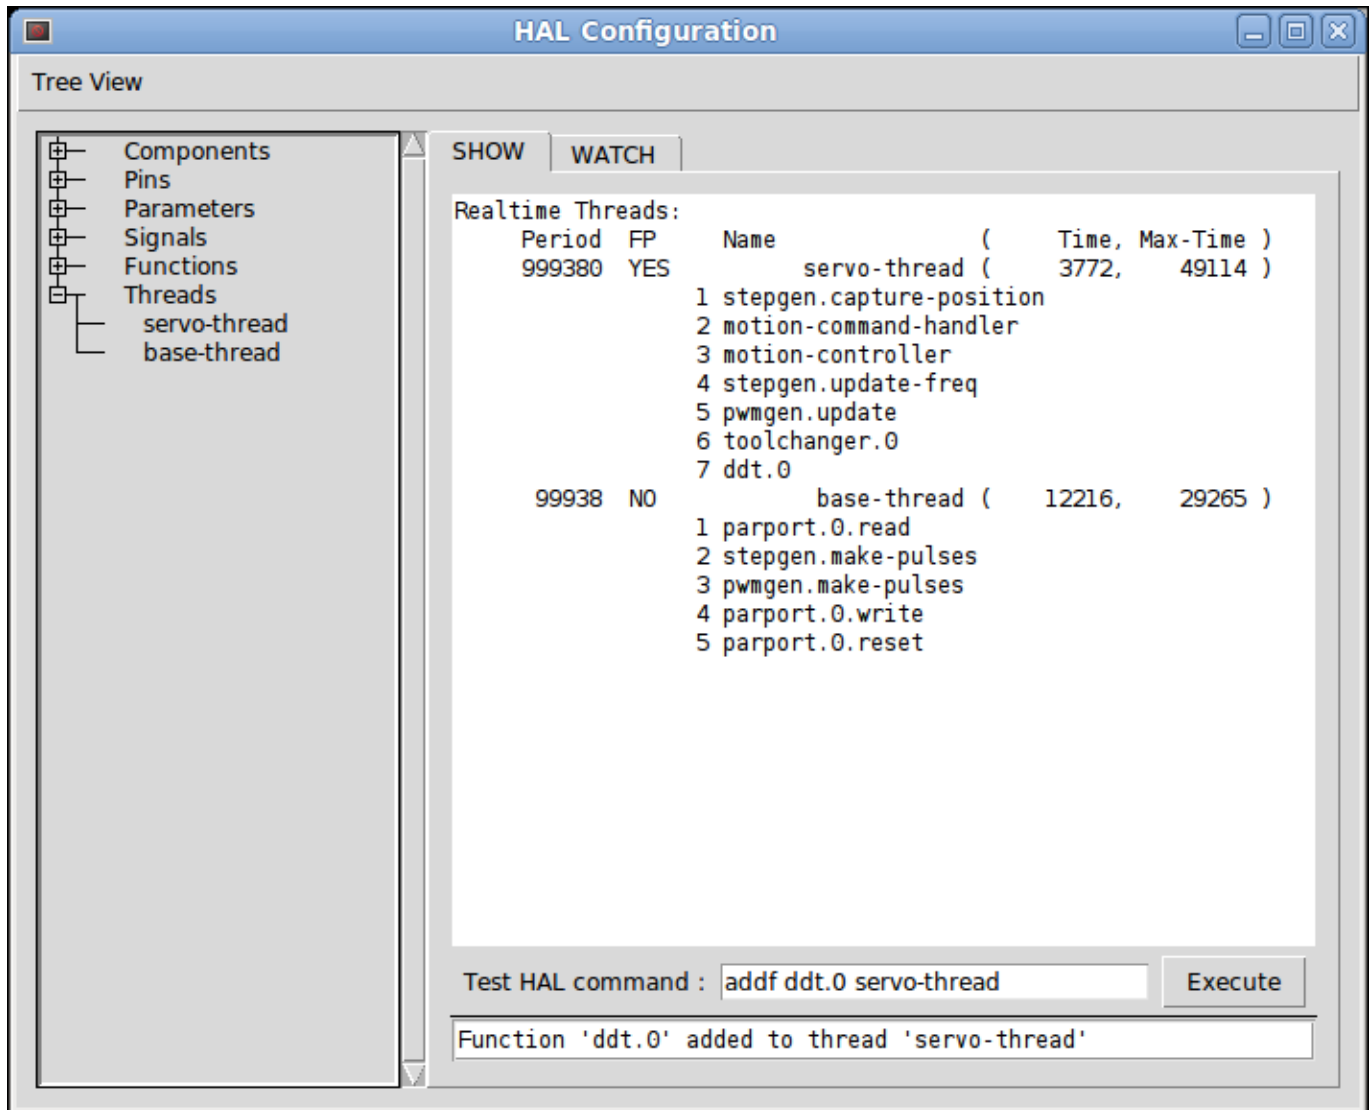 HAL Configuration
Tree View
Components
Pins
Parameters
Signals
Functions
Threads
servo-thread
base-thread
SHOW
WATCH
Realtime Threads:
Period FP Name ( Time, Max-Time )
999380 YES servo-thread ( 3772, 49114 )
1 stepgen.capture-position
2 motion-command-handler
3 motion-controller
4 stepgen.update-freq
5 pwmgen.update
6 toolchanger.0
7 ddt.0
99938 NO base-thread ( 12216, 29265 )
1 parport.0.read
2 stepgen.make-pulses
3 pwmgen.make-pulses
4 parport.0.write
5 parport.0.reset
Test HAL command : addf ddt.0 servo-thread Execute
Function 'ddt.0' added to thread 'servo-thread'